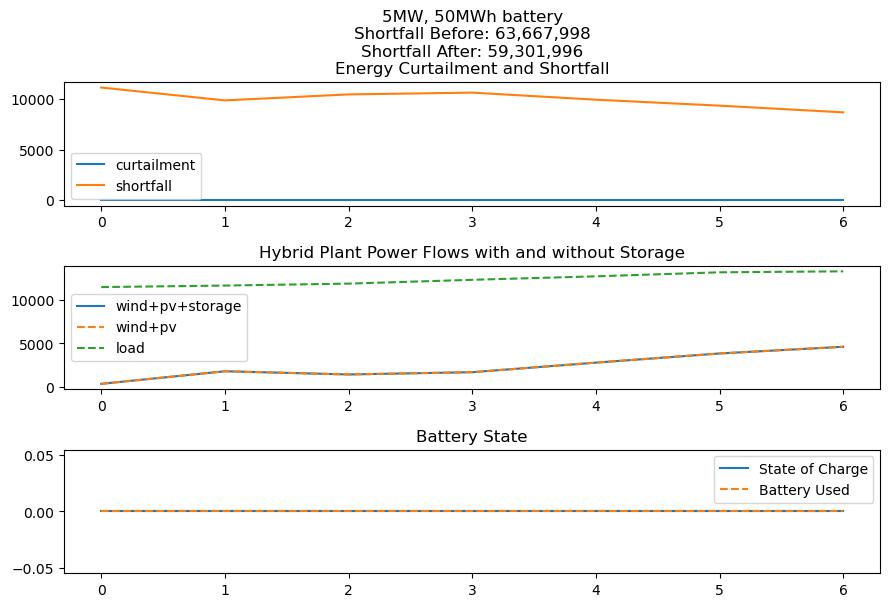 5MW, 50MWh battery
Shortfall Before: 63,667,998
Shortfall After: 59,301,996
Energy Curtailment and Shortfall
10000
5000
0
curtailment
shortfall
0 1 2 3 4 5 6
Hybrid Plant Power Flows with and without Storage
10000
5000
0
wind+pv+storage
wind+pv
load
0 1 2 3 4 5 6
Battery State
0.05
0.00
−0.05
State of Charge
Battery Used
0 1 2 3 4 5 6